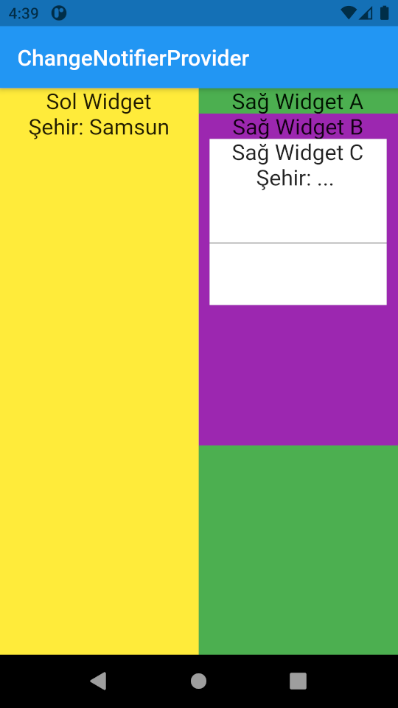 4:39
ChangeNotifierProvider
Sol Widget
Şehir: Samsun
Sağ Widget A
Sağ Widget B
Sağ Widget C
Şehir: ...